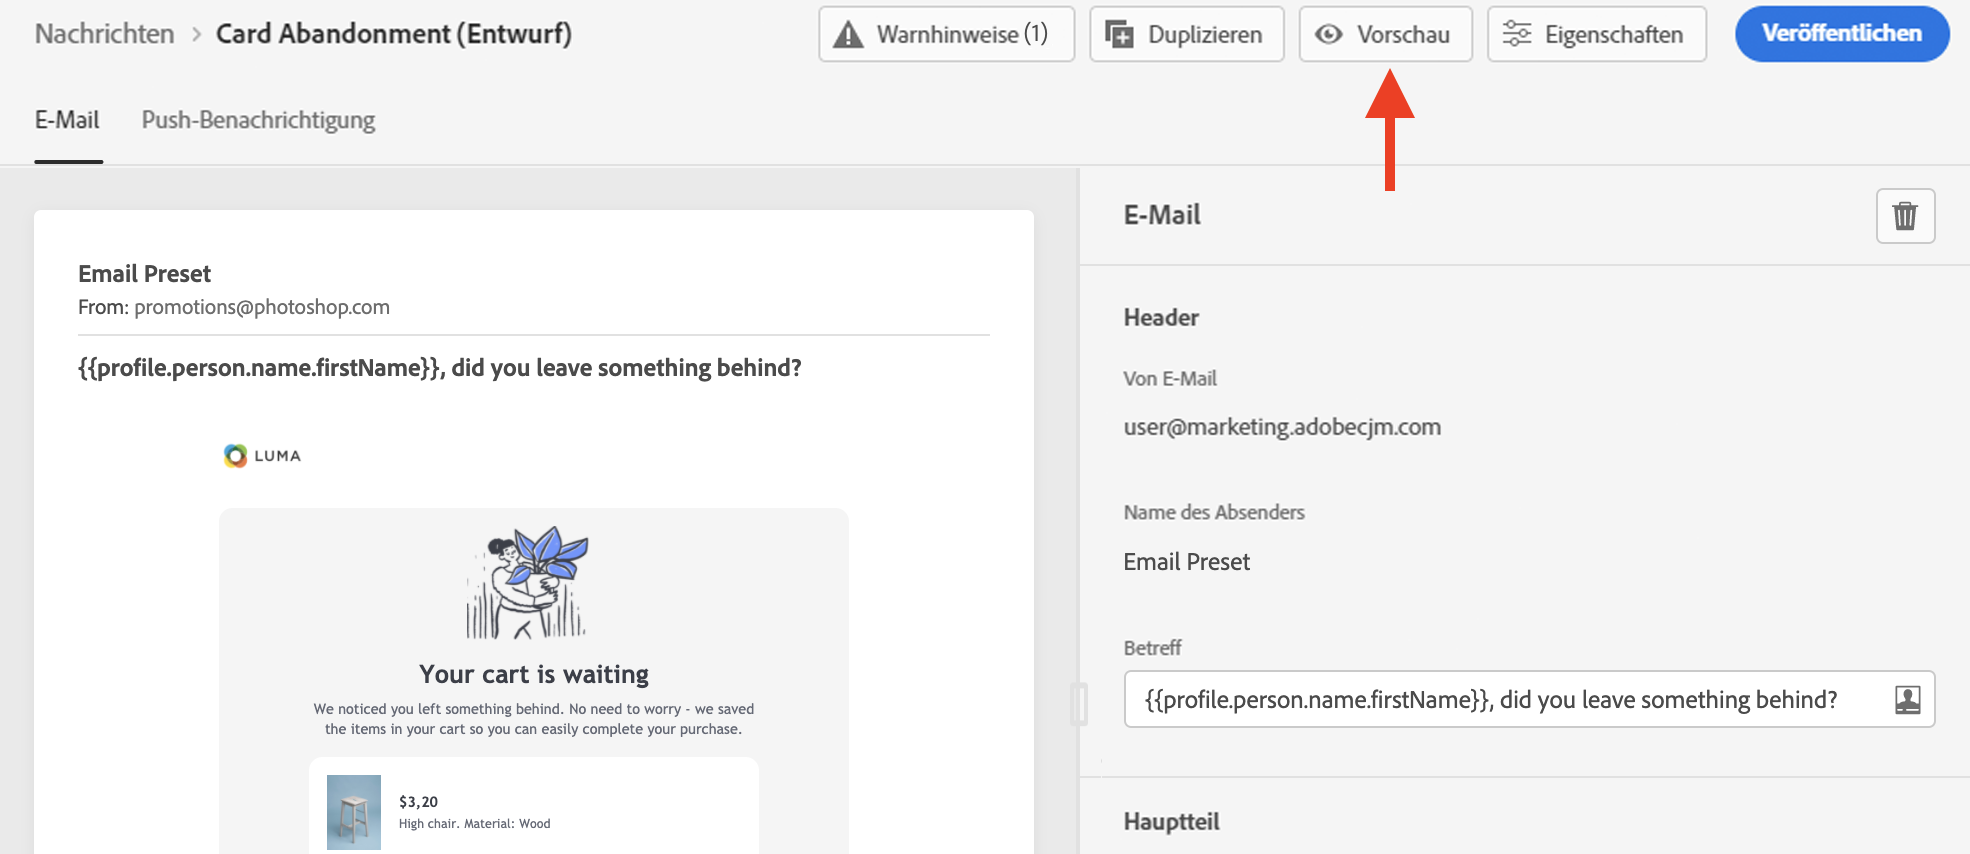 Nachrichten > Card Abandonment (Entwurf)
Warnhinweise (1)
Duplizieren
Vorschau
Eigenschaften
Veröffentlichen
E-Mail
Push-Benachrichtigung
Email Preset
From: promotions@photoshop.com
{{profile.person.name.firstName}}, did you leave something behind?
LUMA
Your cart is waiting
We noticed you left something behind. No need to worry - we saved
the items in your cart so you can easily complete your purchase.
$3,20
High chair. Material: Wood
E-Mail
Header
Von E-Mail
user@marketing.adobecjm.com
Name des Absenders
Email Preset
Betreff
{{profile.person.name.firstName}}, did you leave something behind?
Hauptteil